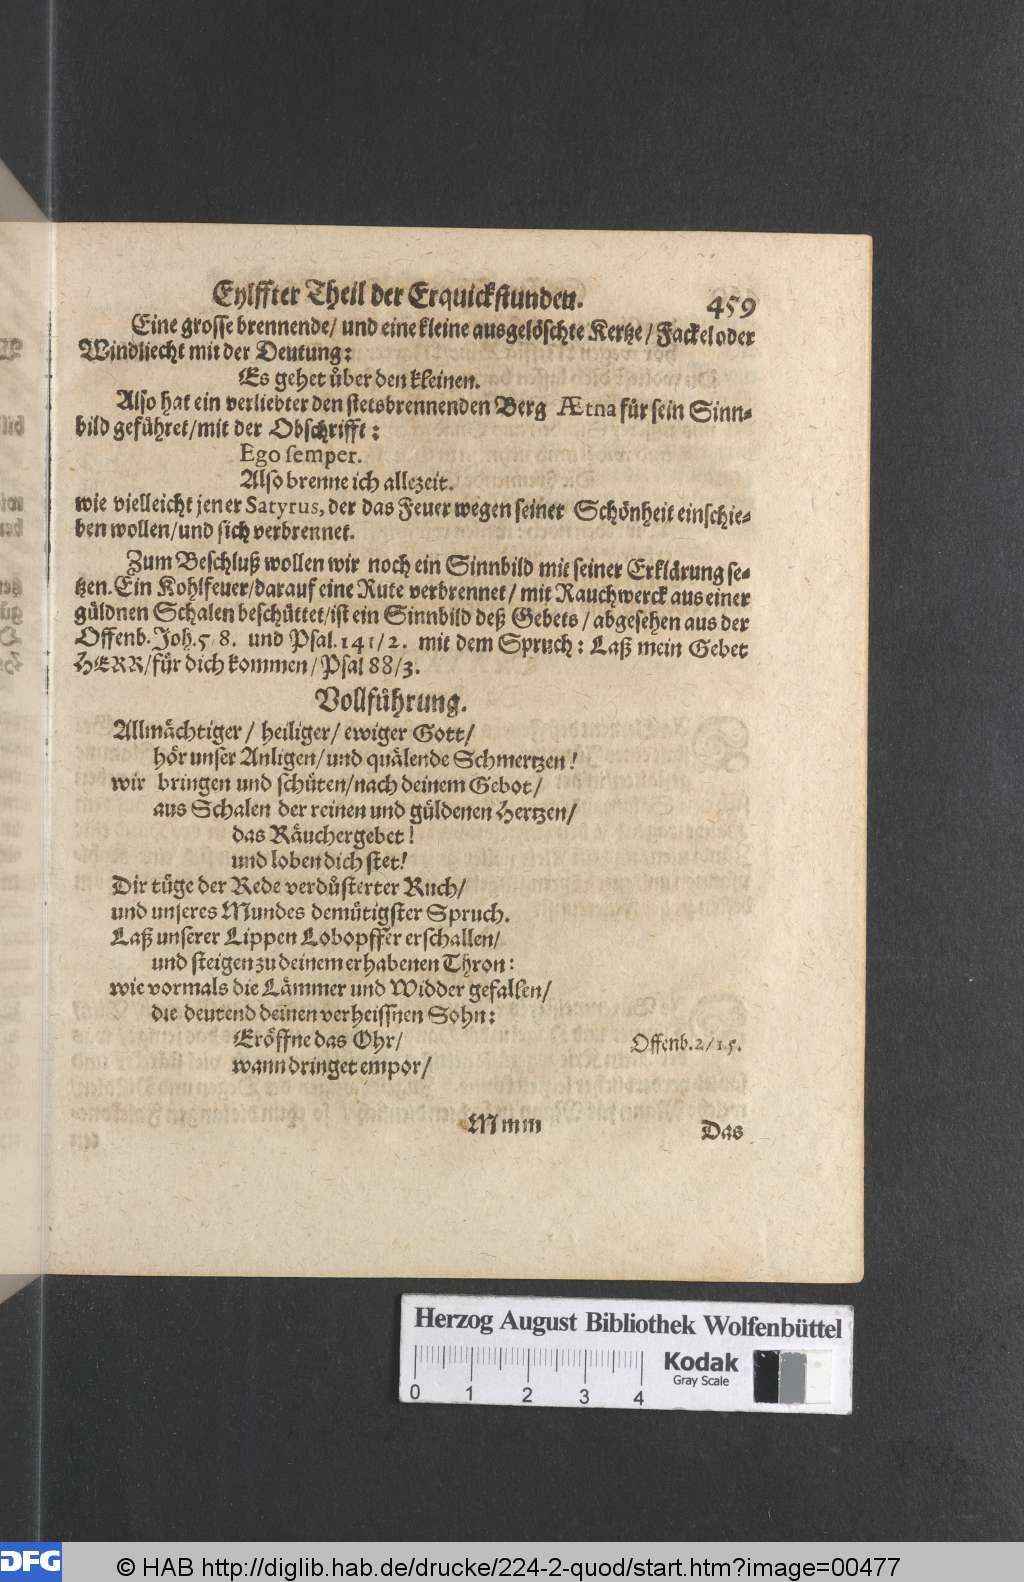 Eylffter Theil der Erquickstunden. 459
Eine grosse brennende/ und eine kleine ausgelöschte Kertze/ Fackel oder
Windliecht mit der Deutung:
Es gehet über den kleinen.
Also hat ein verliebter den stetsbrennenden Berg Ætna für sein Sinn-
bild geführet/mit der Obschrifft:
Ego semper.
Also brenne ich allezeit.
wie vielleicht jener Satyrus, der das Feuer wegen seiner Schönheit einschie-
ben wollen/und sich verbrennet.
Zum Beschluß wollen wir noch ein Sinnbild mit seiner Erklärung se-
tzen. Ein Kohlfeuer/darauf eine Rute verbrennet/ mit Rauchwerck aus einer
güldnen Schalen beschüttet/ist ein Sinnbild deß Gebets/ abgesehen aus der
Offenb. Joh. 5 8. und Psal. 141/2. mit dem Spruch: Laß mein Gebet
HERR/für dich kommen/ Psal 88/3.
Vollführung.
Allmächtiger/ heiliger/ ewiger Gott/
hör unser Anligen/und quälende Schmertzen!
wir bringen und schüten/nach deinem Gebot/
aus Schalen der reinen und güldenen Hertzen/
das Räuchergebet!
und loben dich stet!
Dir tüge der Rede verdüsterter Ruch/
und unseres Mundes demütigster Spruch.
Laß unserer Lippen Lobopffer erschallen/
und steigen zu deinem erhabenen Thron:
wie vormals die Lämmer und Widder gefallen/
die deutend deinen verheissnen Sohn:
Eröffne das Ohr/ Offenb. 2/15.
wann dringet empor/
Mmm Das
Herzog August Bibliothek Wolfenbüttel
Kodak
Gray Scale
0 1 2 3 4
DFG © HAB http://diglib.hab.de/drucke/224-2-quod/start.htm?image=00477